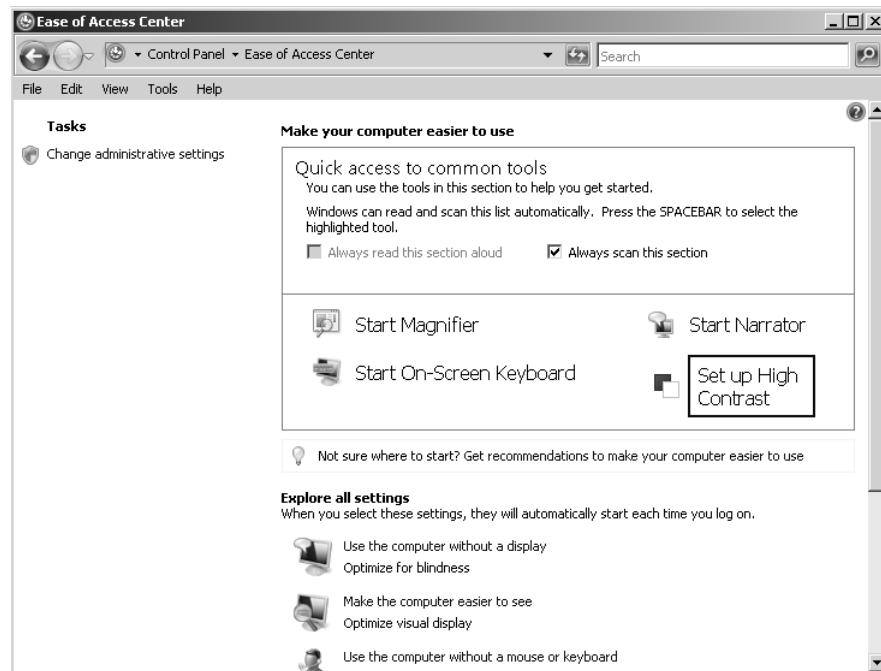 Ease of Access Center
Control Panel Ease of Access Center
Search
File Edit View Tools Help
Tasks
Change administrative settings
Make your computer easier to use
Quick access to common tools
You can use the tools in this section to help you get started.
Windows can read and scan this list automatically. Press the SPACEBAR to select the
highlighted tool.
Always read this section aloud Always scan this section
Start Magnifier Start Narrator
Start On-Screen Keyboard
Set up High
Contrast
Not sure where to start? Get recommendations to make your computer easier to use
Explore all settings
When you select these settings, they will automatically start each time you log on.
Use the computer without a display
Optimize for blindness
Make the computer easier to see
Optimize visual display
Use the computer without a mouse or keyboard